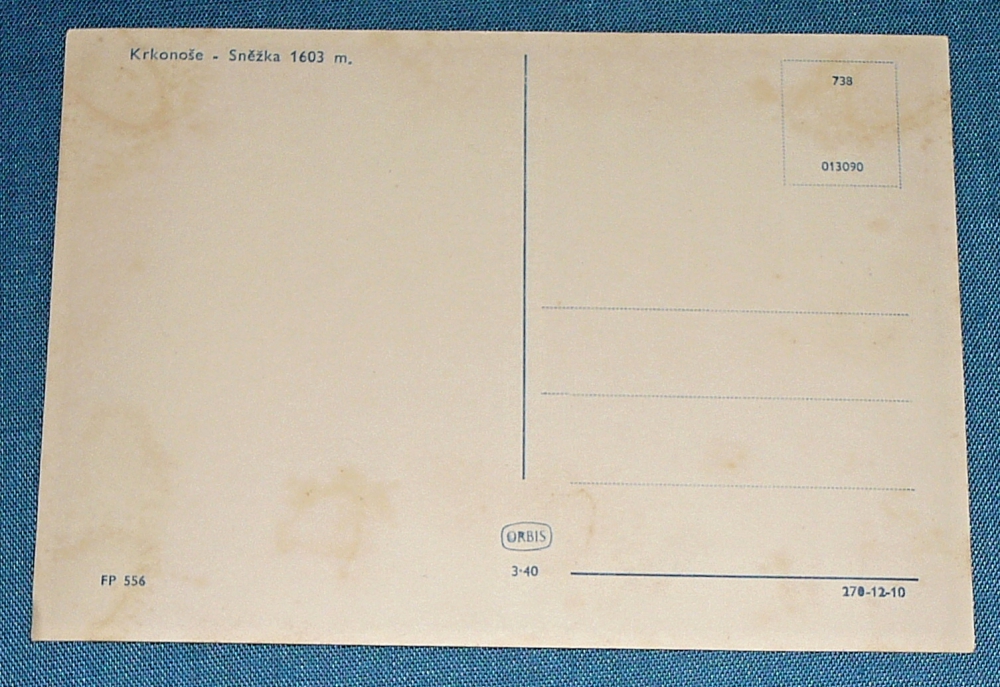 Krkonoše - Sněžka 1603 m.
738
013090
ORBIS
3·40
FP 556
270-12-10